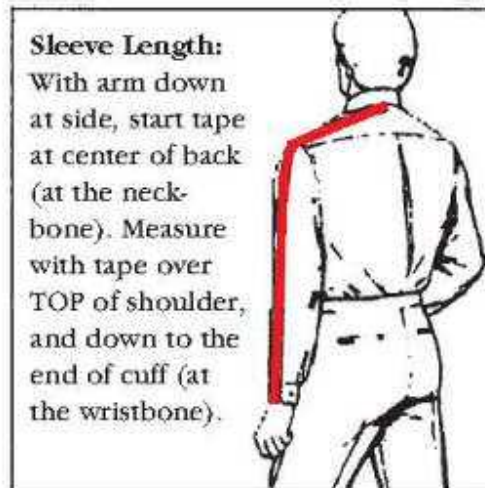 Sleeve Length:
With arm down
at side, start tape
at center of back
(at the neck-
bone). Measure
with tape over
TOP of shoulder,
and down to the
end of cuff (at
the wristbone).